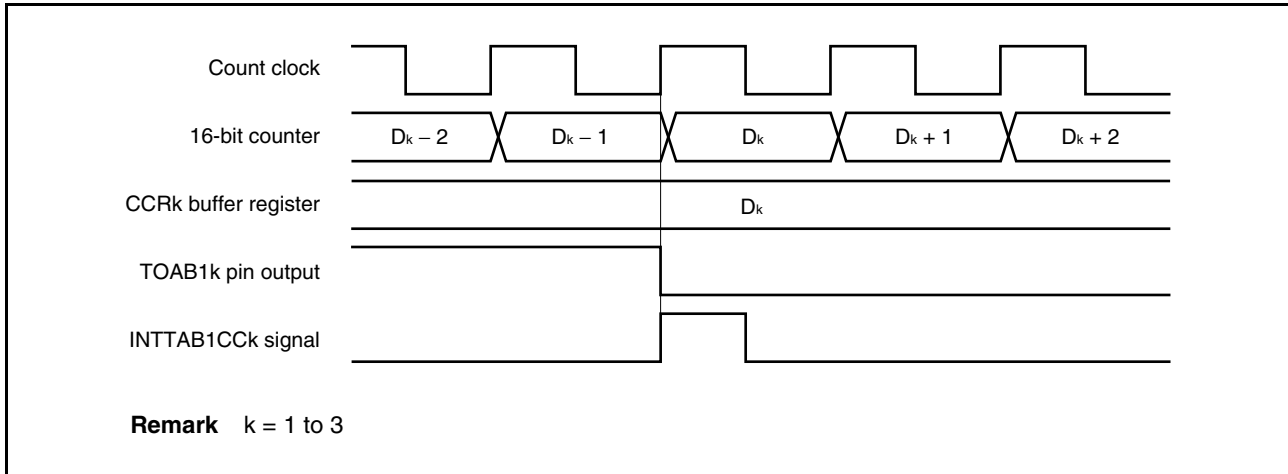 Count clock
16-bit counter
Dk − 2 Dk − 1 Dk Dk + 1 Dk + 2
CCRk buffer register
Dk
TOAB1k pin output
INTTAB1CCk signal
Remark k = 1 to 3